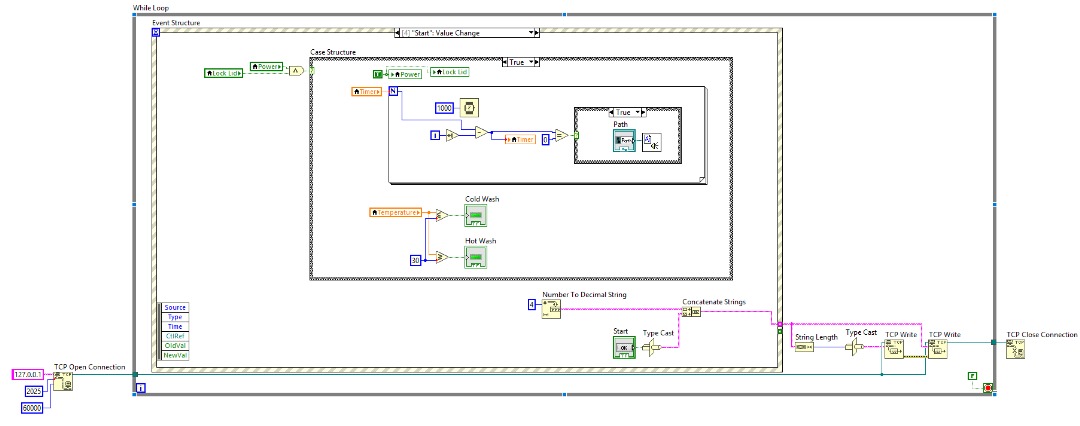 While Loop
Event Structure
[4] "Start": Value Change
Case Structure
True
Power
Lock Lid
Power
Lock Lid
Timer
N
1000
True
Path
Path
i
Timer
0
Cold Wash
Temperature
Hot Wash
30
Source
Type
Time
CtlRef
OldVal
NewVal
4
Number To Decimal String
Concatenate Strings
Start
OK
Type Cast
String Length
Type Cast
TCP Write
TCP Write
TCP Close Connection
TCP Open Connection
127.0.0.1
2025
60000
i
F